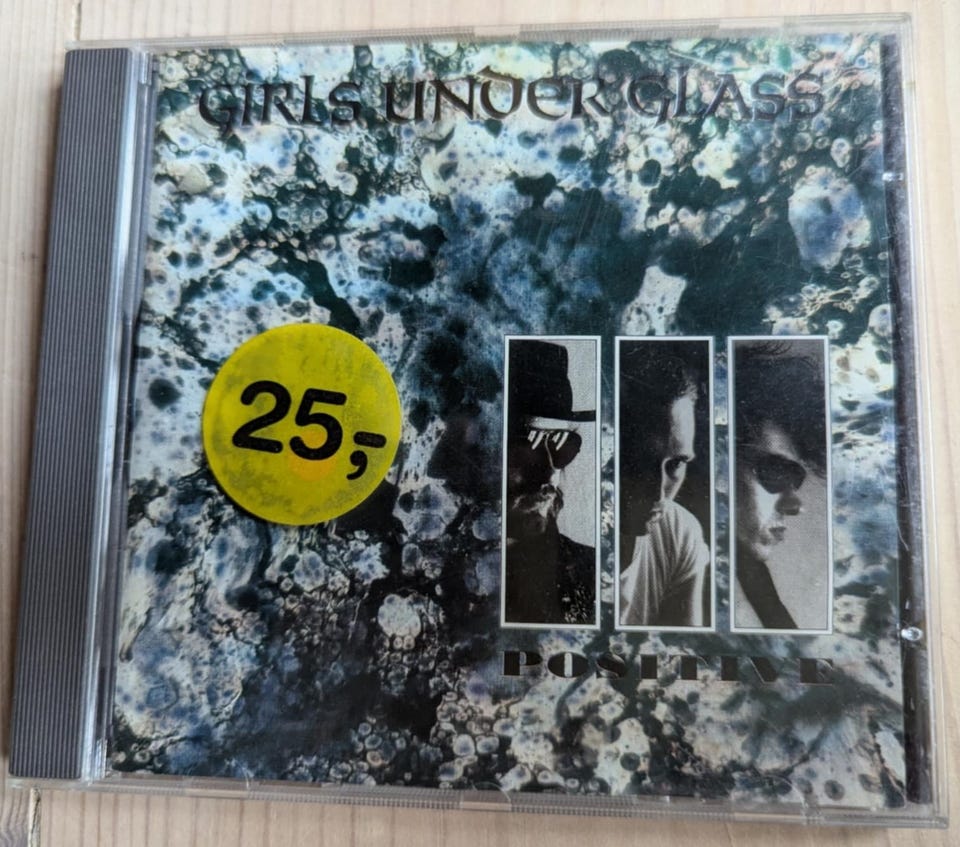 GIRLS UNDER GLASS
25,-
POSITIVE